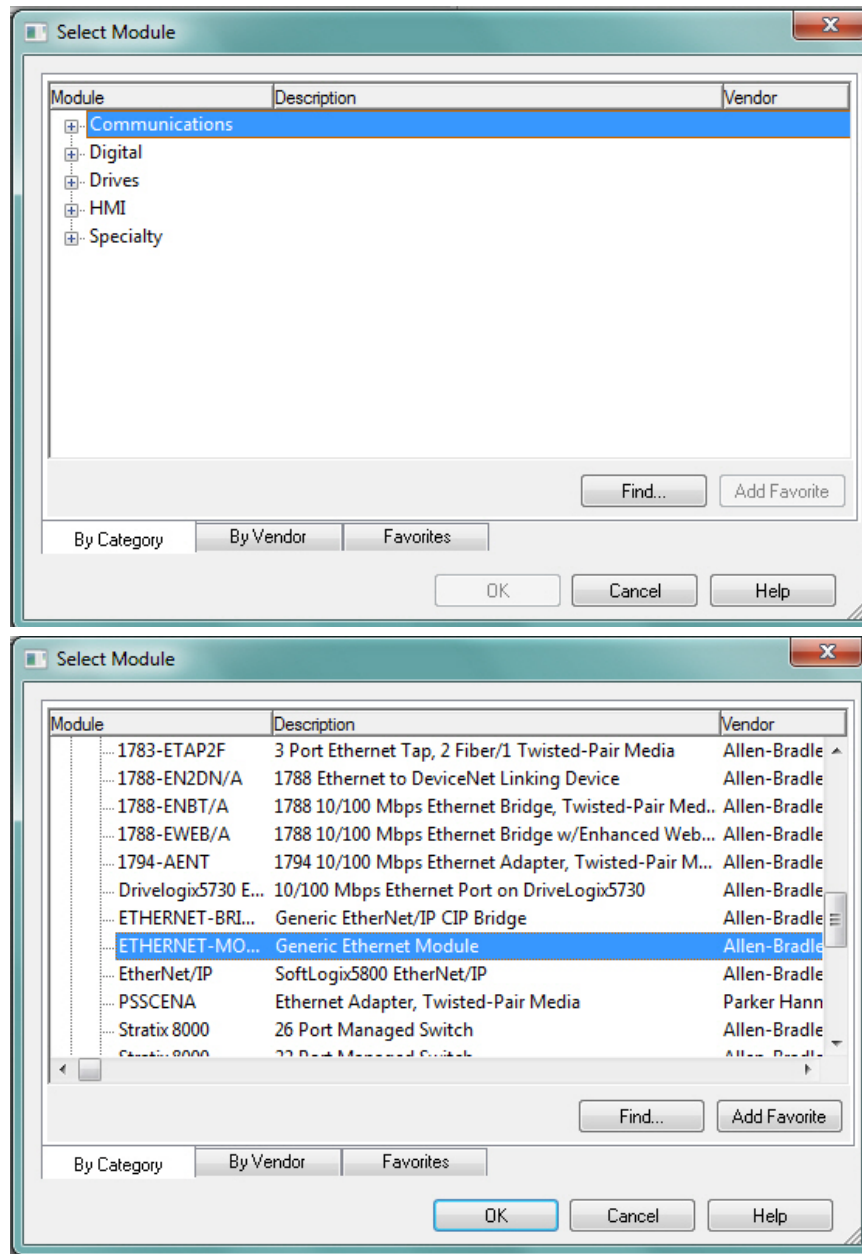 Select Module
Module Description Vendor
Communications
Digital
Drives
HMI
Specialty
Find... Add Favorite
By Category By Vendor Favorites
OK Cancel Help
Select Module
Module Description Vendor
1783-ETAP2F 3 Port Ethernet Tap, 2 Fiber/1 Twisted-Pair Media Allen-Bradle
1788-EN2DN/A 1788 Ethernet to DeviceNet Linking Device Allen-Bradle
1788-ENBT/A 1788 10/100 Mbps Ethernet Bridge, Twisted-Pair Med.. Allen-Bradle
1788-EWEB/A 1788 10/100 Mbps Ethernet Bridge w/Enhanced Web... Allen-Bradle
1794-AENT 1794 10/100 Mbps Ethernet Adapter, Twisted-Pair M... Allen-Bradle
Drivelogix5730 E... 10/100 Mbps Ethernet Port on DriveLogix5730 Allen-Bradle
ETHERNET-BRI... Generic EtherNet/IP CIP Bridge Allen-Bradle
ETHERNET-MO... Generic Ethernet Module Allen-Bradle
EtherNet/IP SoftLogix5800 EtherNet/IP Allen-Bradle
PSSCENA Ethernet Adapter, Twisted-Pair Media Parker Hann
Stratix 8000 26 Port Managed Switch Allen-Bradle
Find... Add Favorite
By Category By Vendor Favorites
OK Cancel Help